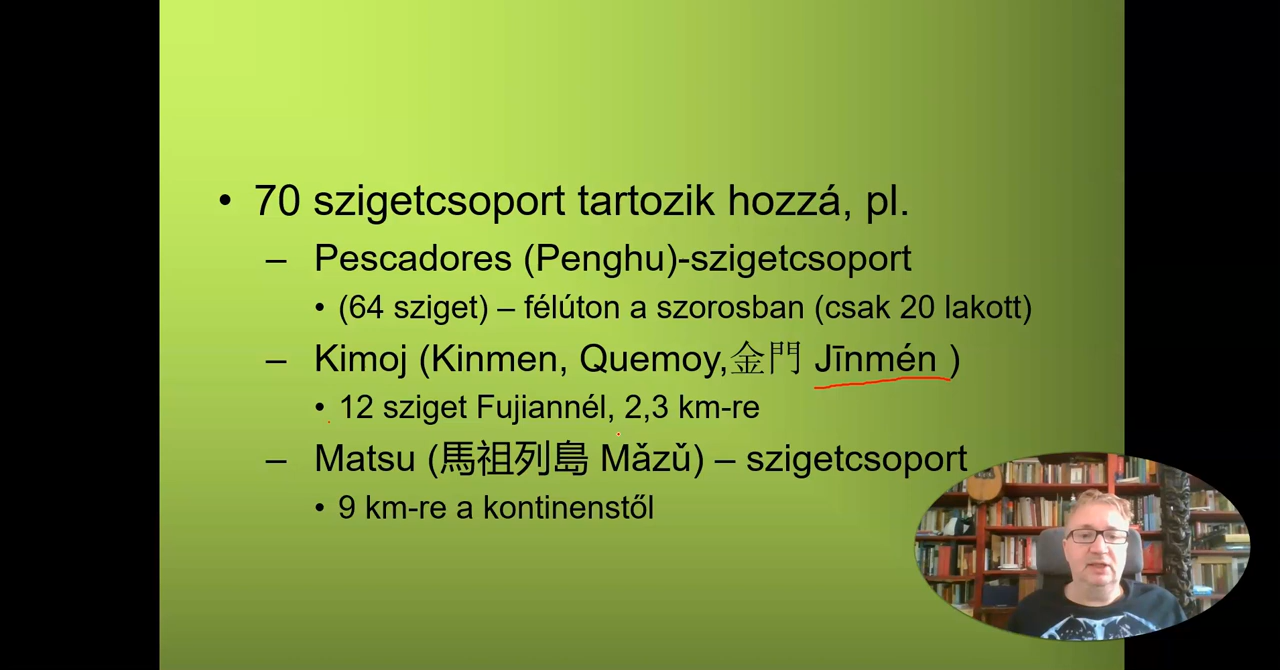 • 70 szigetcsoport tartozik hozzá, pl.
– Pescadores (Penghu)-szigetcsoport
• (64 sziget) – félúton a szorosban (csak 20 lakott)
– Kimoj (Kinmen, Quemoy,金門 Jīnmén )
• 12 sziget Fujiannél, 2,3 km-re
– Matsu (馬祖列島 Mǎzǔ) – szigetcsoport
• 9 km-re a kontinenstől